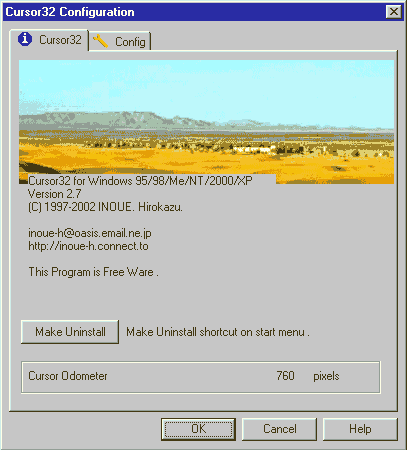 Cursor32 Configuration
Cursor32 Config
Cursor32 for Windows 95/98/Me/NT/2000/XP
Version 2.7
(C) 1997-2002 INOUE. Hirokazu.
inoue-h@oasis.email.ne.jp
http://inoue-h.connect.to
This Program is Free Ware .
Make Uninstall Make Uninstall shortcut on start menu .
Cursor Odometer 760 pixels
OK Cancel Help